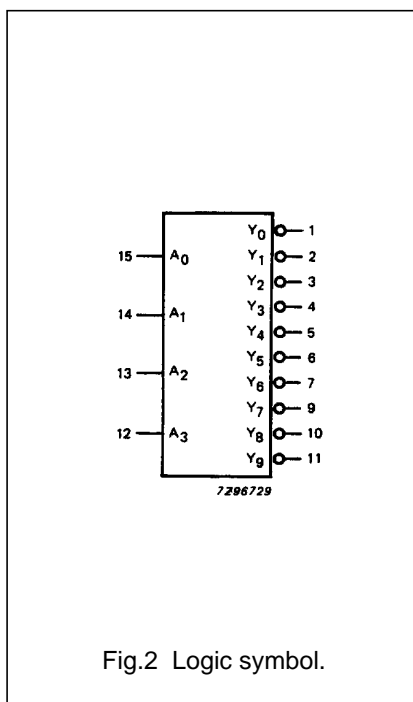 Y0 1
15 A0 Y1 2
Y2 3
14 A1 Y3 4
Y4 5
Y5 6
13 A2 Y6 7
Y7 9
12 A3 Y8 10
Y9 11
7Z96729
Fig.2 Logic symbol.